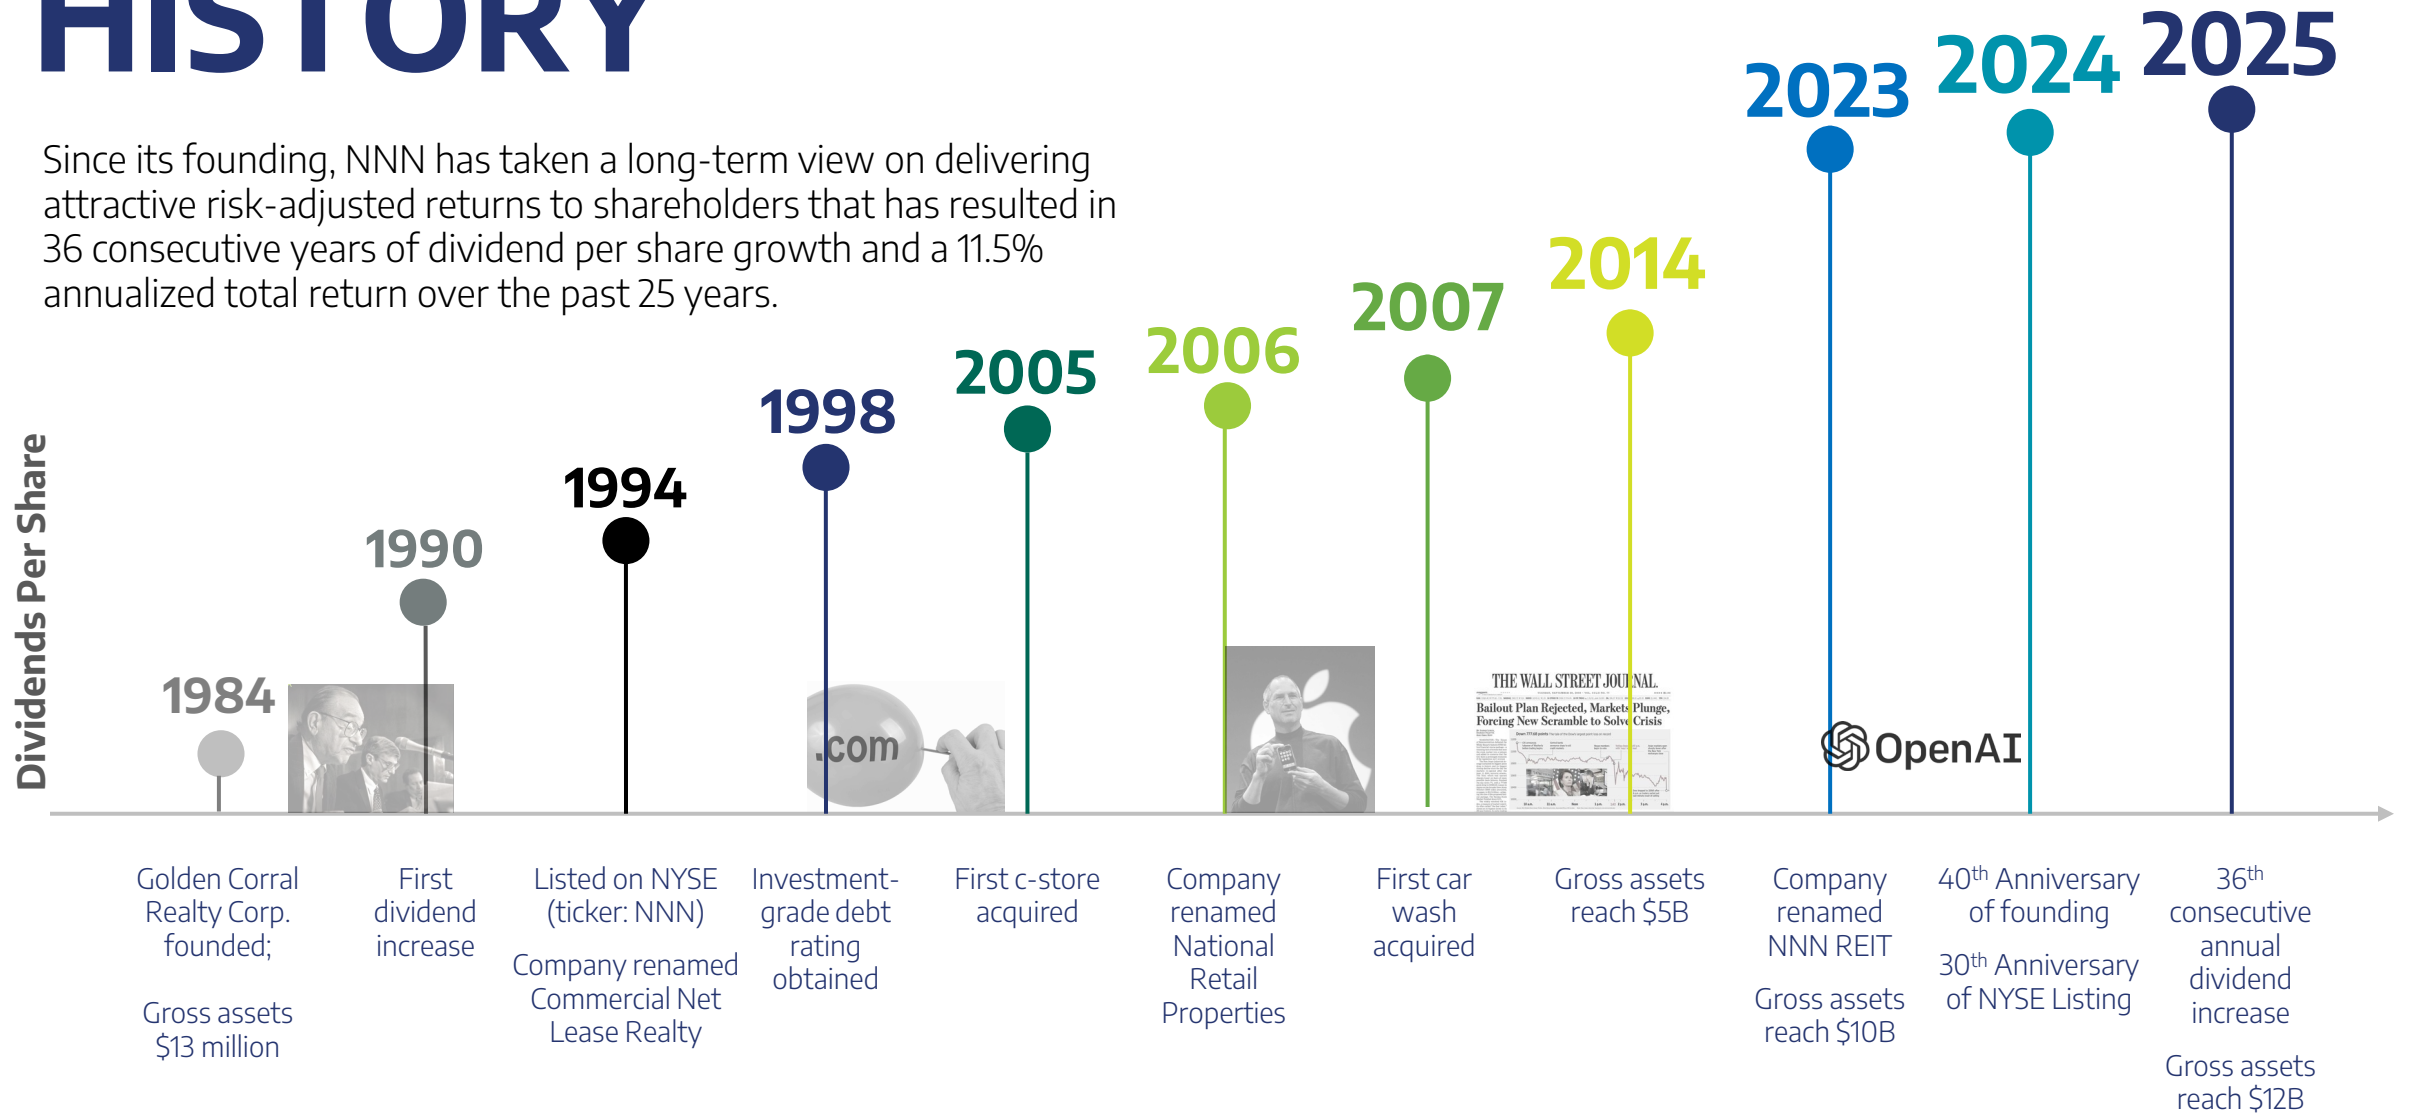 HISTORY
Since its founding, NNN has taken a long-term view on delivering
attractive risk-adjusted returns to shareholders that has resulted in
36 consecutive years of dividend per share growth and a 11.5%
annualized total return over the past 25 years.
Dividends Per Share
1984
1990
1994
1998
2005
2006
2007
2014
2023
2024
2025
.com
THE WALL STREET JOURNAL.
Bailout Plan Rejected, Markets Plunge,
Forcing New Scramble to Solve Crisis
OpenAI
Golden Corral
Realty Corp.
founded;
Gross assets
$13 million
First
dividend
increase
Listed on NYSE
(ticker: NNN)
Company renamed
Commercial Net
Lease Realty
Investment-
grade debt
rating
obtained
First c-store
acquired
Company
renamed
National
Retail
Properties
First car
wash
acquired
Gross assets
reach $5B
Company
renamed
NNN REIT
Gross assets
reach $10B
40th Anniversary
of founding
30th Anniversary
of NYSE Listing
36th
consecutive
annual
dividend
increase
Gross assets
reach $12B